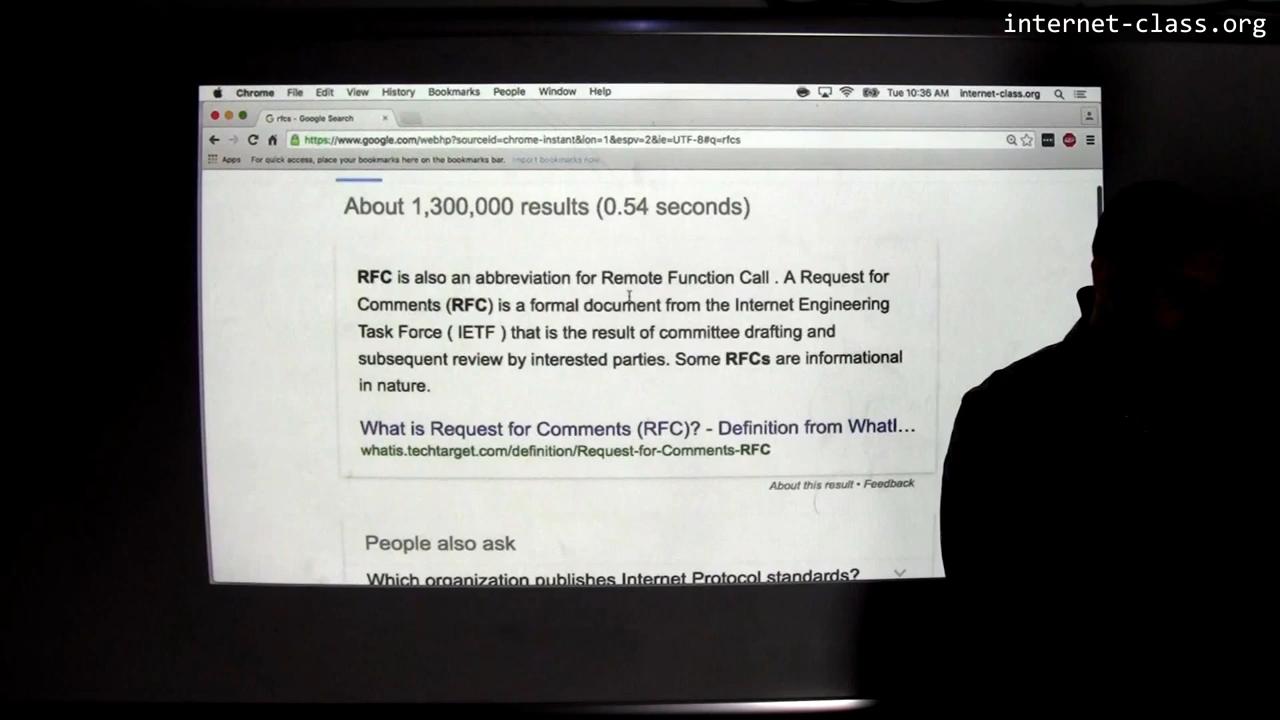 internet-class.org
Chrome File Edit View History Bookmarks People Window Help Tue 10:36 AM internet-class.org
rfcs - Google Search
https://www.google.com/webhp?sourceid=chrome-instant&ion=1&espv=2&ie=UTF-8#q=rfcs
Apps For quick access, place your bookmarks here on the bookmarks bar. Import bookmarks now...
About 1,300,000 results (0.54 seconds)
RFC is also an abbreviation for Remote Function Call . A Request for
Comments (RFC) is a formal document from the Internet Engineering
Task Force ( IETF ) that is the result of committee drafting and
subsequent review by interested parties. Some RFCs are informational
in nature.
What is Request for Comments (RFC)? - Definition from WhatI...
whatis.techtarget.com/definition/Request-for-Comments-RFC
About this result • Feedback
People also ask
Which organization publishes Internet Protocol standards?